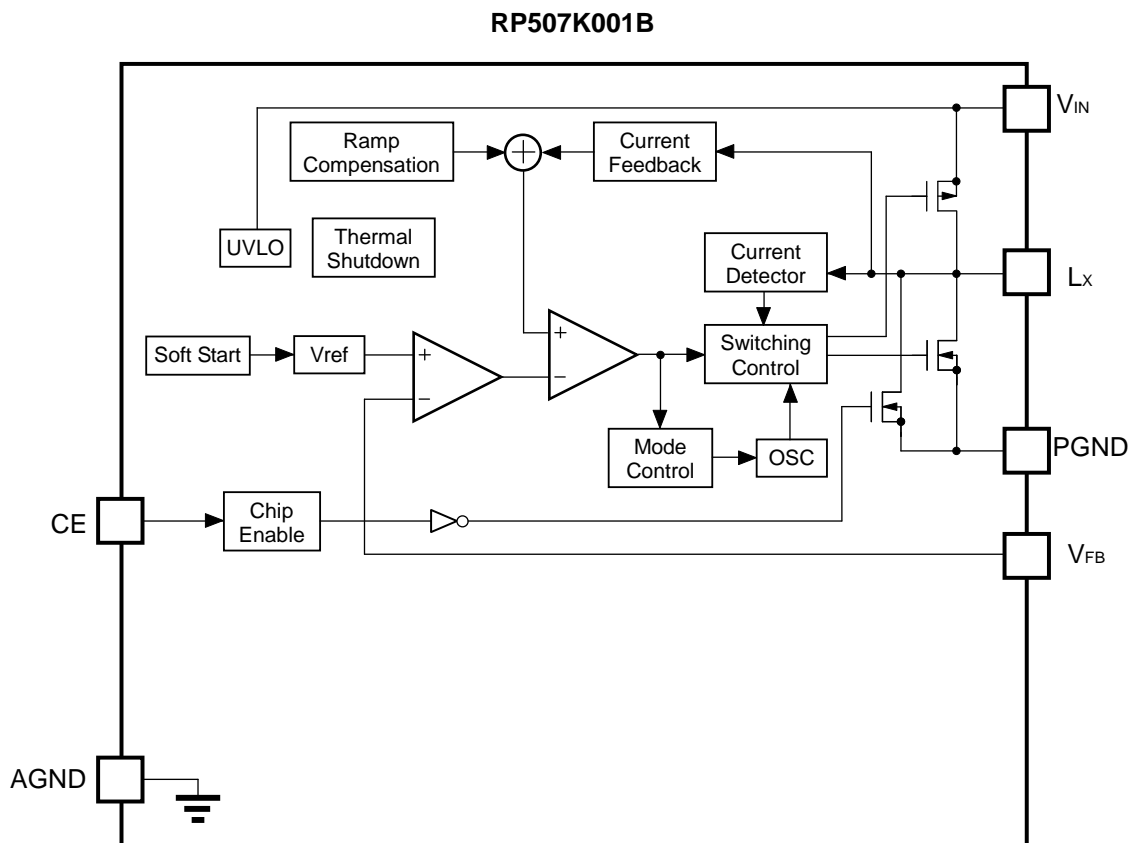 RP507K001B
VIN
Ramp
Compensation
+
Current
Feedback
UVLO
Thermal
Shutdown
Current
Detector
LX
Soft Start
Vref
+
−
+
−
Switching
Control
Mode
Control
OSC
PGND
CE
Chip
Enable
VFB
AGND